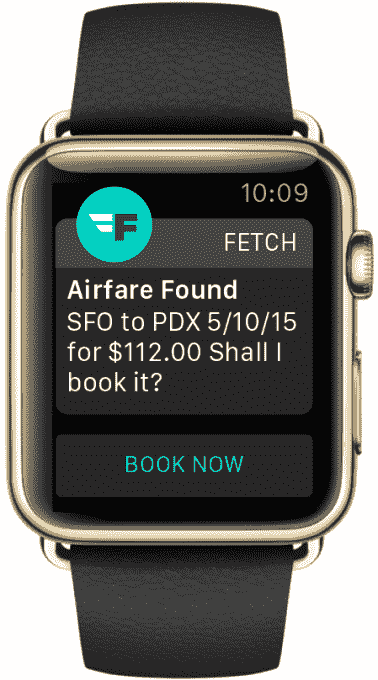 10:09
F
FETCH
Airfare Found
SFO to PDX 5/10/15
for $112.00 Shall I
book it?
BOOK NOW